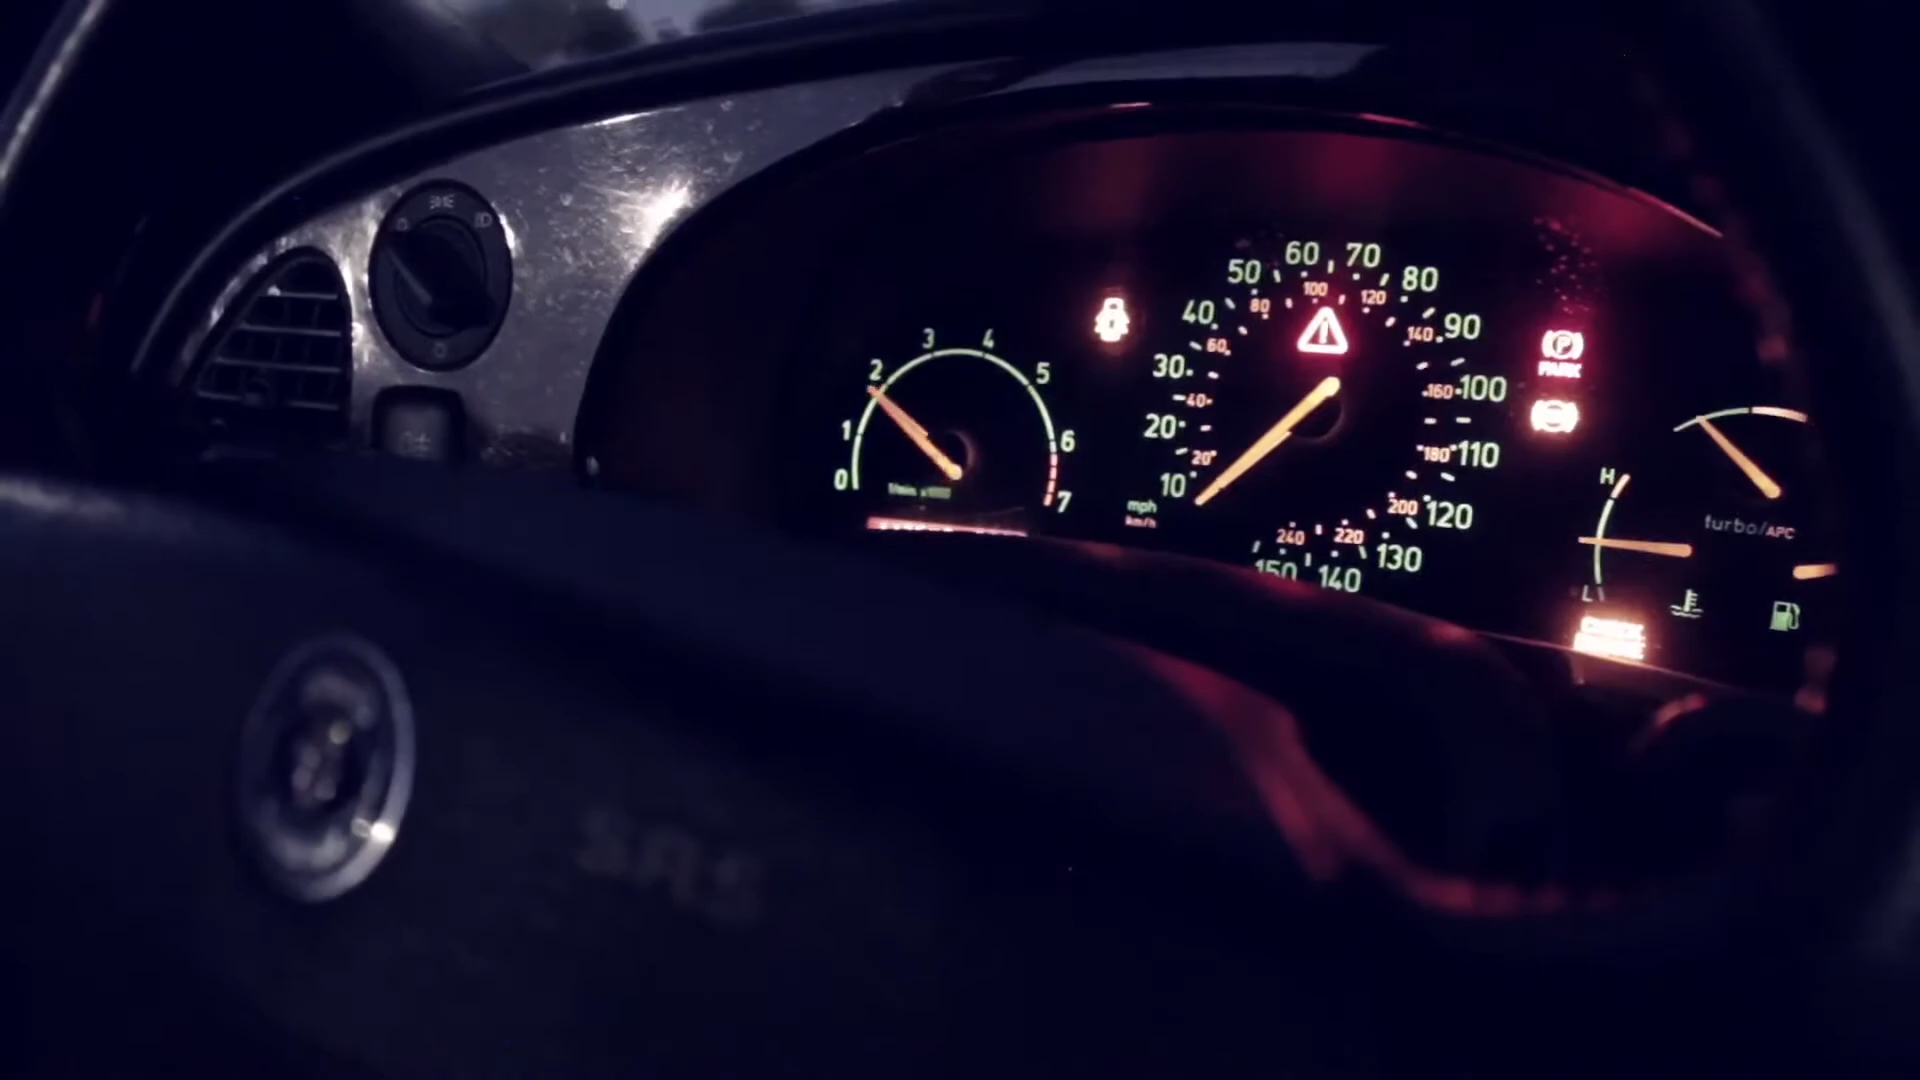 60 70
50 80
100
80 120
40 90
60 140
3 4
2 5
30 100
40 160
1 6
20 110
20 180
0 7
10
mph
km/h
200 120
240 220 130
150 140
P
PARK
H
turbo/APC
L
CHECK
SRS